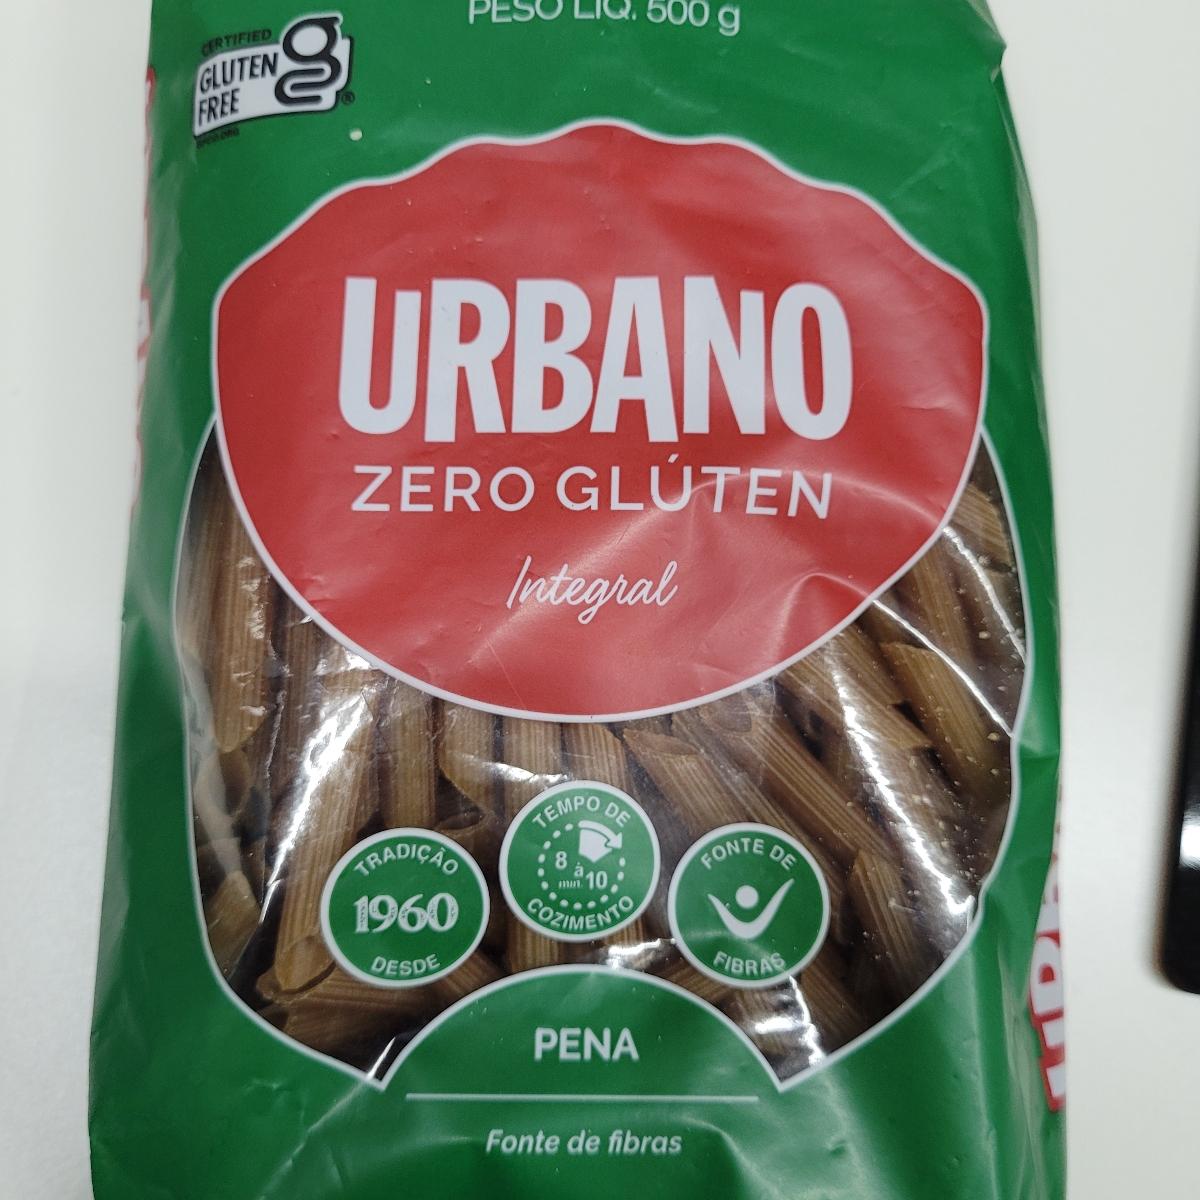 PESO LIQ. 500 g
CERTIFIED
GLUTEN
FREE
URBANO
ZERO GLÚTEN
Integral
TEMPO DE
8 à 10
min.
COZIMENTO
TRADIÇÃO
1960
DESDE
FONTE DE
FIBRAS
PENA
Fonte de fibras